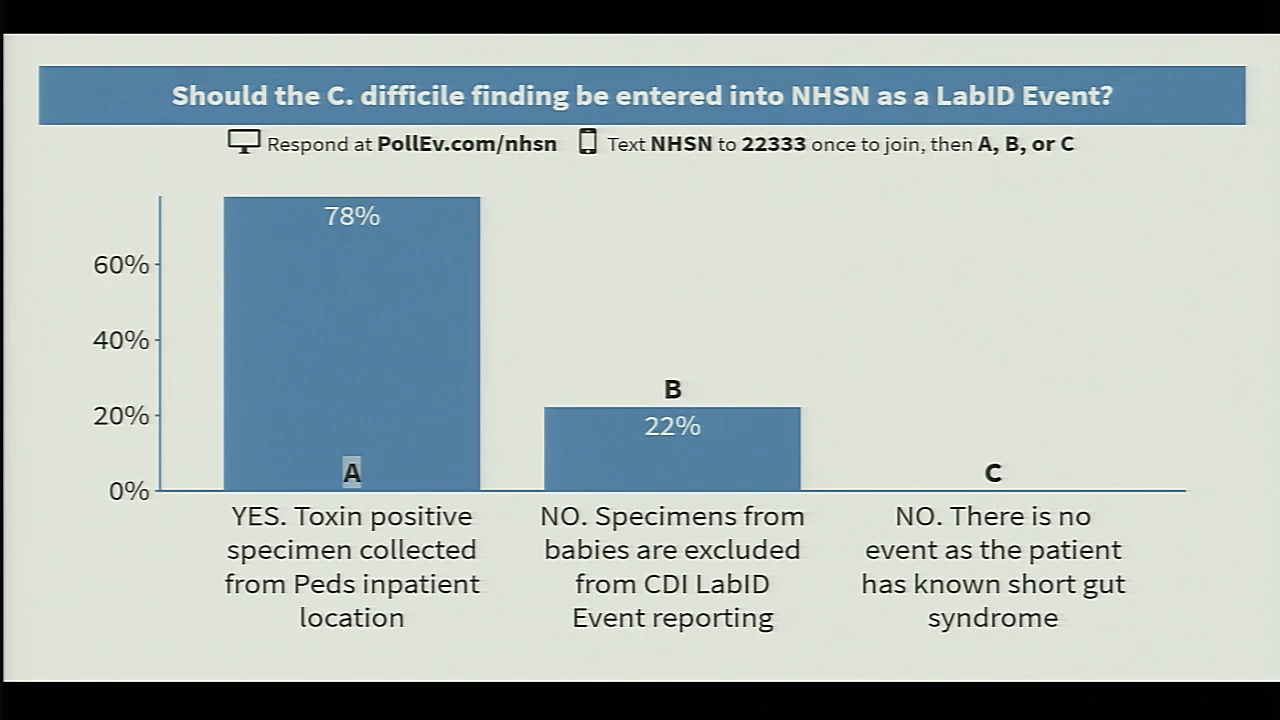 Should the C. difficile finding be entered into NHSN as a LabID Event?
Respond at PollEv.com/nhsn Text NHSN to 22333 once to join, then A, B, or C
78%
60%
40%
20%
0%
A
B
22%
C
YES. Toxin positive
specimen collected
from Peds inpatient
location
NO. Specimens from
babies are excluded
from CDI LabID
Event reporting
NO. There is no
event as the patient
has known short gut
syndrome